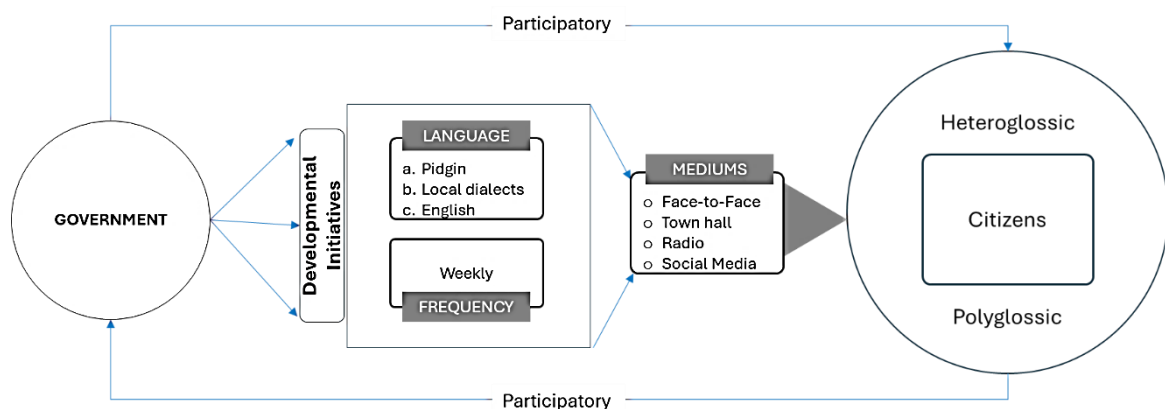 Participatory
GOVERNMENT
Developmental
Initiatives
LANGUAGE
a. Pidgin
b. Local dialects
c. English
Weekly
FREQUENCY
MEDIUMS
o Face-to-Face
o Town hall
o Radio
o Social Media
Heteroglossic
Citizens
Polyglossic
Participatory